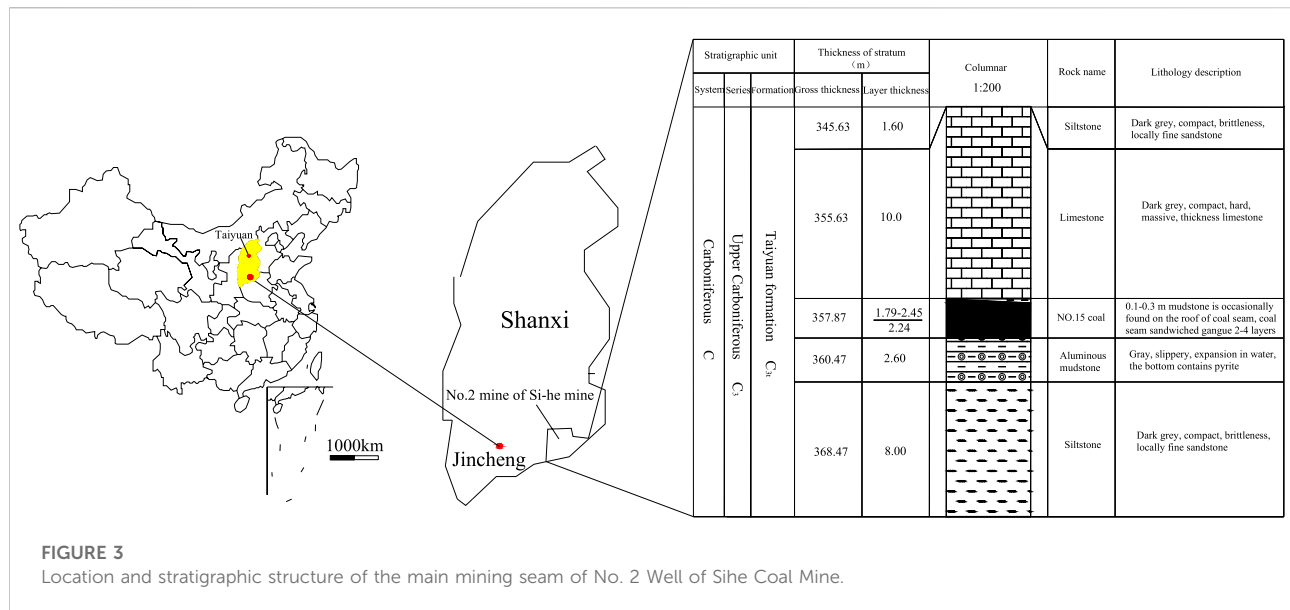 Taiyuan
1000km
Shanxi
No.2 mine of Si-he mine
Jincheng
Stratigraphic unit
Thickness of stratum
(m)
Columnar
1:200
Rock name
Lithology description
System
Series
Formation
Gross thickness
Layer thickness
Carboniferous C
Upper Carboniferous C3
Taiyuan formation C3t
345.63
1.60
Siltstone
Dark grey, compact, brittleness,
locally fine sandstone
355.63
10.0
Limestone
Dark grey, compact, hard,
massive, thickness limestone
357.87
1.79-2.45
2.24
NO.15 coal
0.1-0.3 m mudstone is occasionally
found on the roof of coal seam, coal
seam sandwiched gangue 2-4 layers
360.47
2.60
Aluminous
mudstone
Gray, slippery, expansion in water,
the bottom contains pyrite
368.47
8.00
Siltstone
Dark grey, compact, brittleness,
locally fine sandstone
FIGURE 3
Location and stratigraphic structure of the main mining seam of No. 2 Well of Sihe Coal Mine.